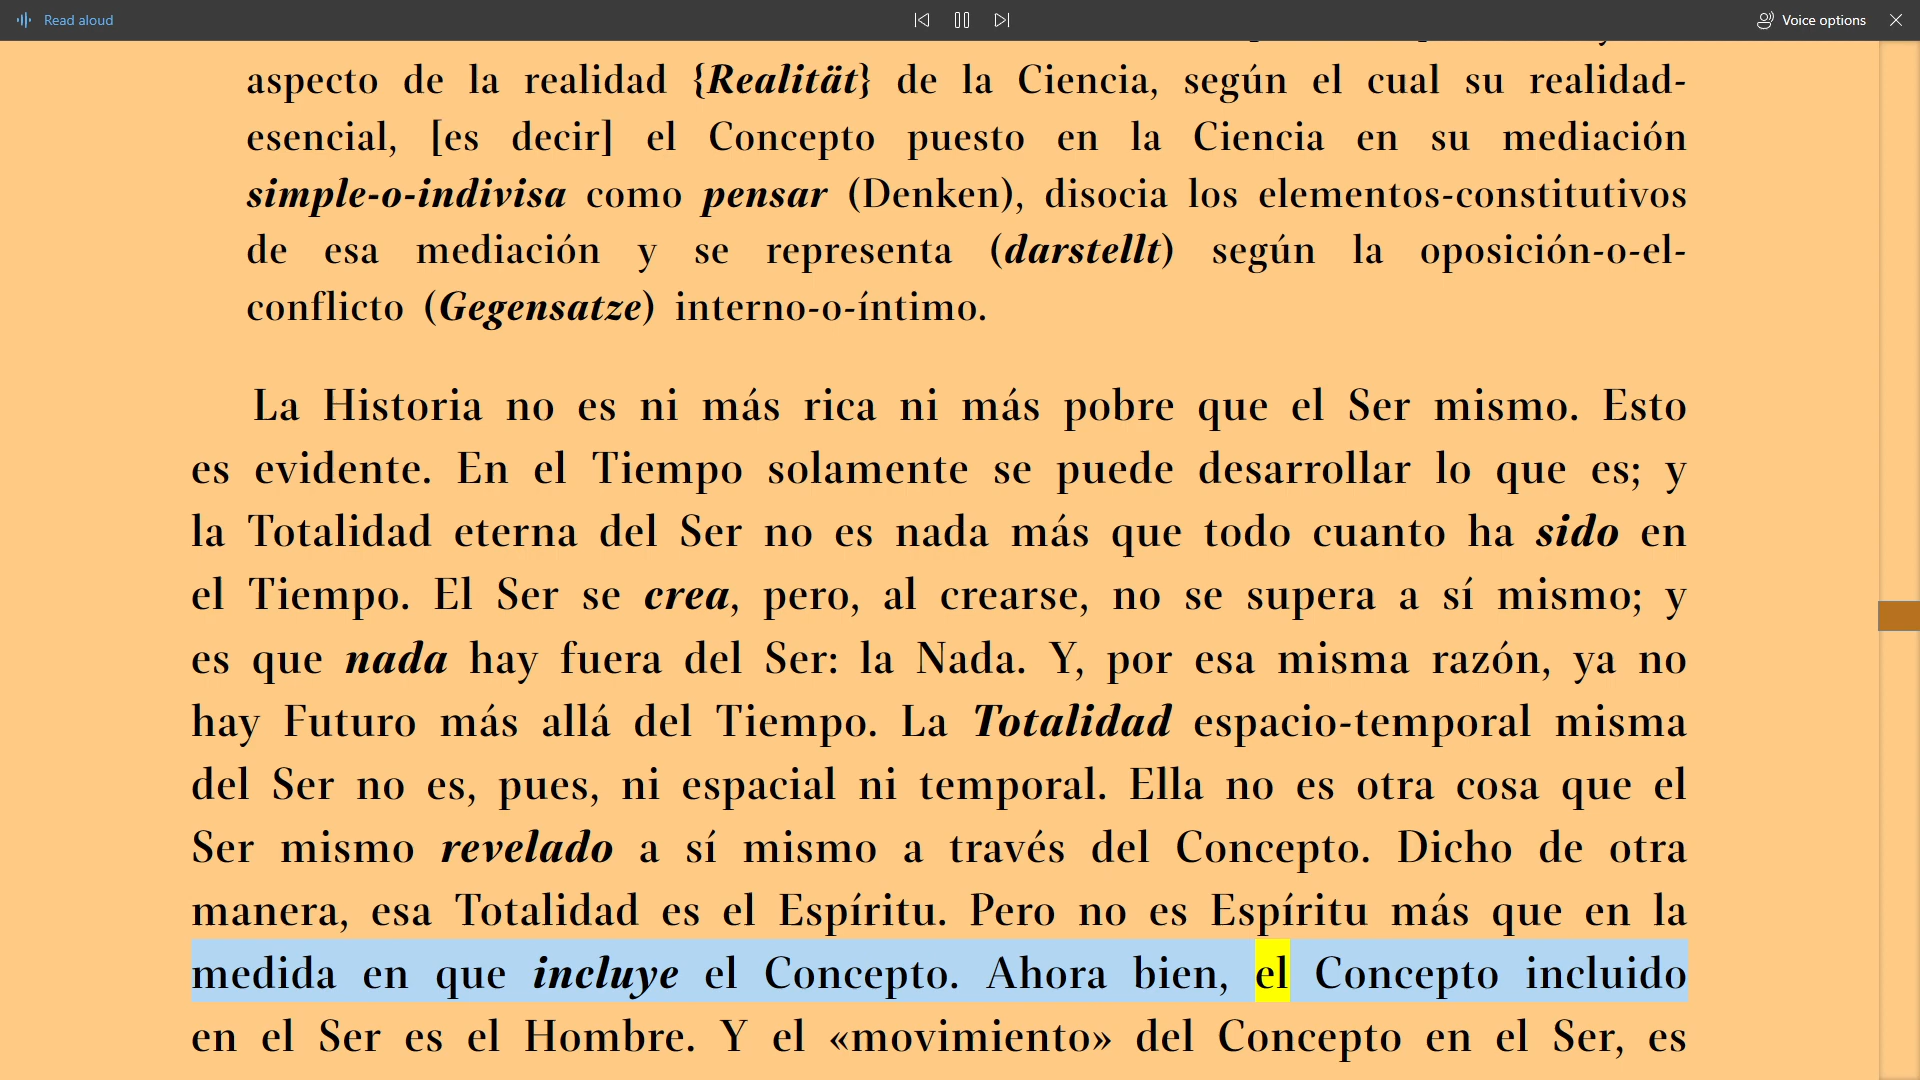 Read aloud
Voice options
aspecto de la realidad {Realität} de la Ciencia, según el cual su realidad-
esencial, [es decir] el Concepto puesto en la Ciencia en su mediación
simple-o-indivisa como pensar (Denken), disocia los elementos-constitutivos
de esa mediación y se representa (darstellt) según la oposición-o-el-
conflicto (Gegensatze) interno-o-íntimo.
La Historia no es ni más rica ni más pobre que el Ser mismo. Esto
es evidente. En el Tiempo solamente se puede desarrollar lo que es; y
la Totalidad eterna del Ser no es nada más que todo cuanto ha sido en
el Tiempo. El Ser se crea, pero, al crearse, no se supera a sí mismo; y
es que nada hay fuera del Ser: la Nada. Y, por esa misma razón, ya no
hay Futuro más allá del Tiempo. La Totalidad espacio-temporal misma
del Ser no es, pues, ni espacial ni temporal. Ella no es otra cosa que el
Ser mismo revelado a sí mismo a través del Concepto. Dicho de otra
manera, esa Totalidad es el Espíritu. Pero no es Espíritu más que en la
medida en que incluye el Concepto. Ahora bien, el Concepto incluido
en el Ser es el Hombre. Y el «movimiento» del Concepto en el Ser, es